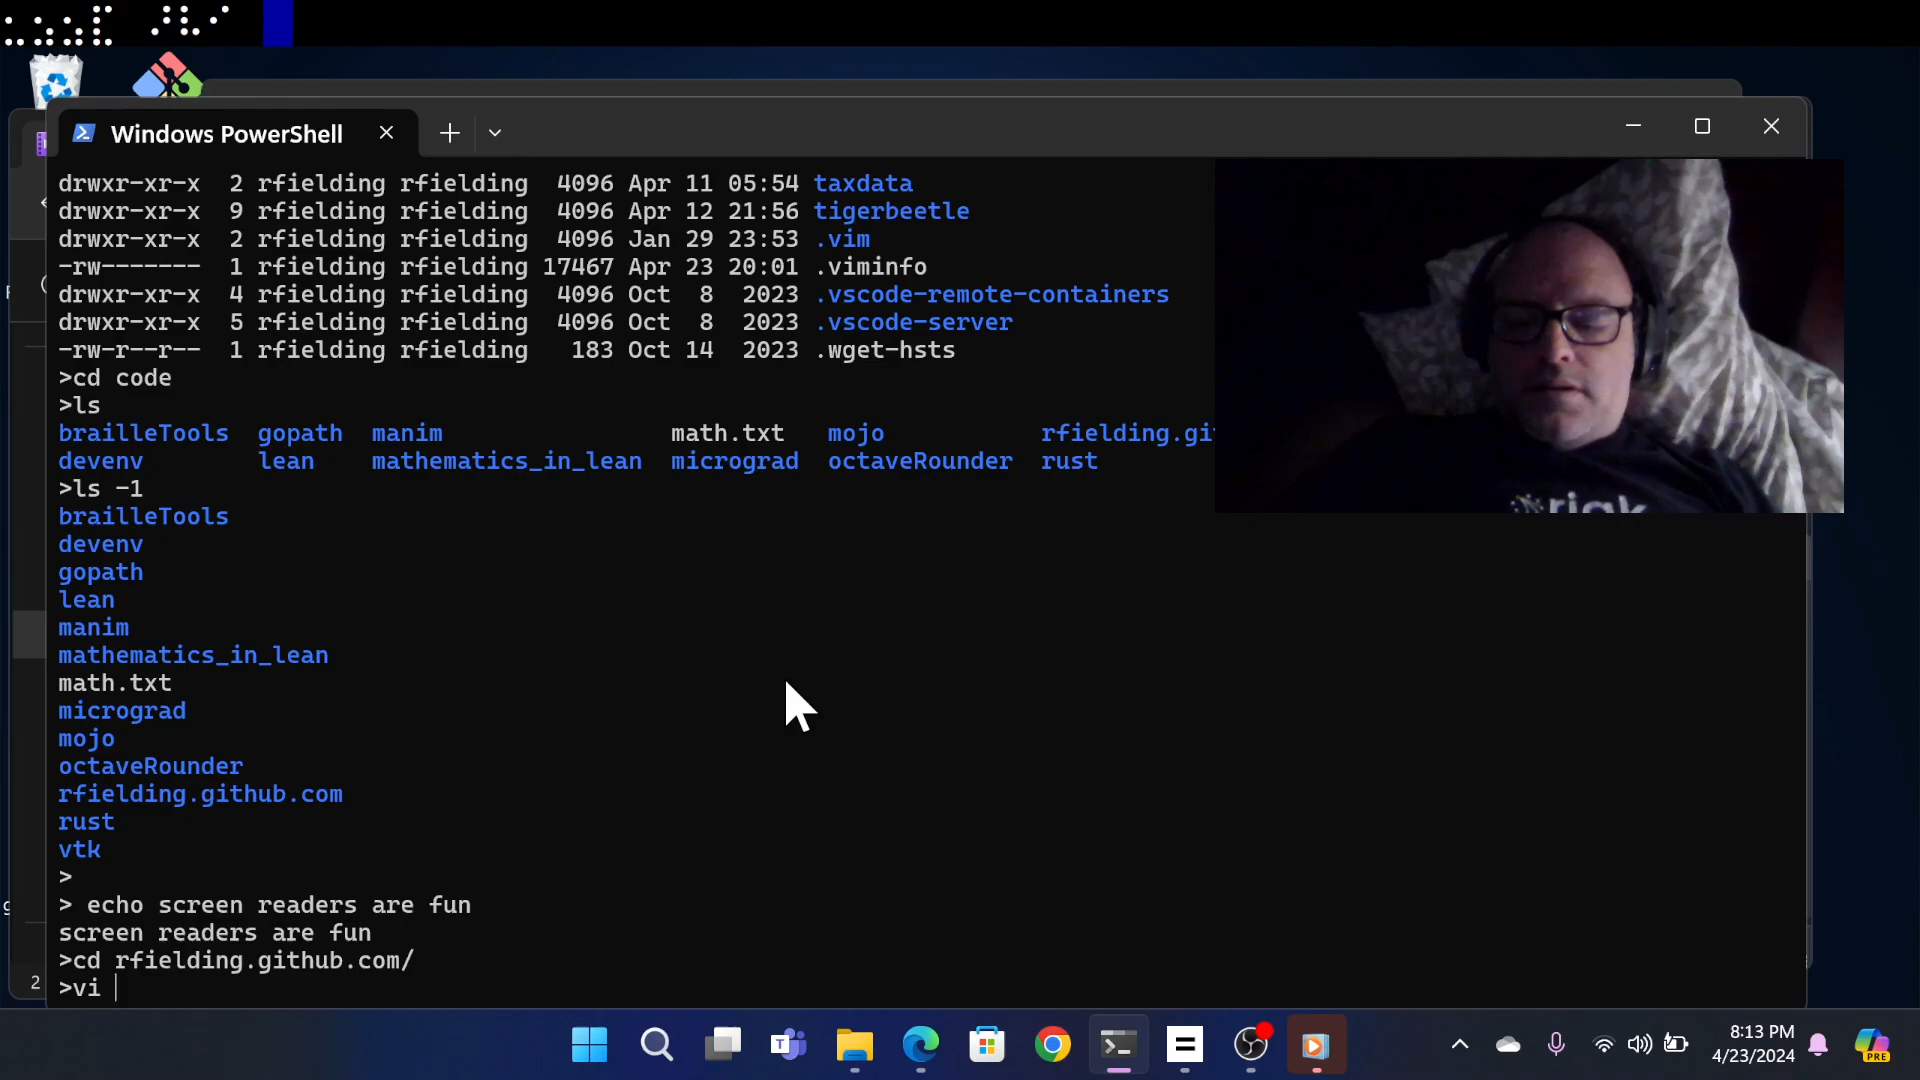 Windows PowerShell
drwxr-xr-x  2 rfielding rfielding  4096 Apr 11 05:54 taxdata
drwxr-xr-x  9 rfielding rfielding  4096 Apr 12 21:56 tigerbeetle
drwxr-xr-x  2 rfielding rfielding  4096 Jan 29 23:53 .vim
-rw-------  1 rfielding rfielding 17467 Apr 23 20:01 .viminfo
drwxr-xr-x  4 rfielding rfielding  4096 Oct  8  2023 .vscode-remote-containers
drwxr-xr-x  5 rfielding rfielding  4096 Oct  8  2023 .vscode-server
-rw-r--r--  1 rfielding rfielding   183 Oct 14  2023 .wget-hsts
>cd code
>ls
brailleTools  gopath  manim                math.txt   mojo           rfielding.gi
devenv        lean    mathematics_in_lean  micrograd  octaveRounder  rust
>ls -1
brailleTools
devenv
gopath
lean
manim
mathematics_in_lean
math.txt
micrograd
mojo
octaveRounder
rfielding.github.com
rust
vtk
>
> echo screen readers are fun
screen readers are fun
>cd rfielding.github.com/
>vi
2
8:13 PM
4/23/2024
PRE